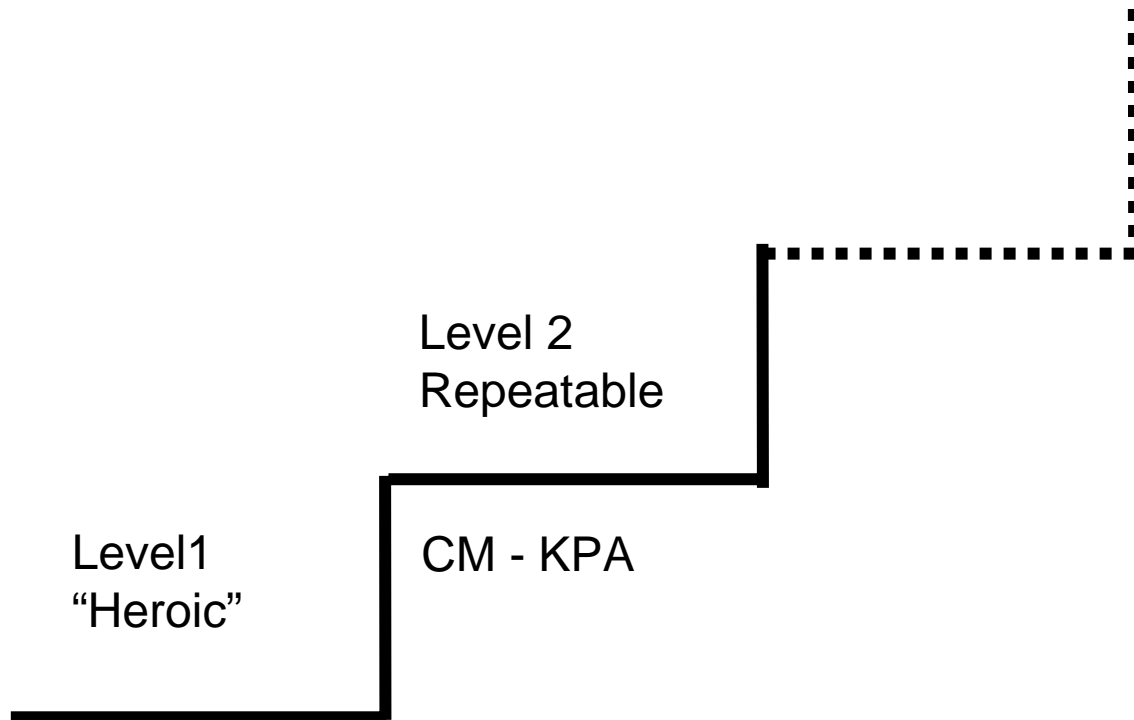 Level 2
Repeatable
Level1
“Heroic”
CM - KPA